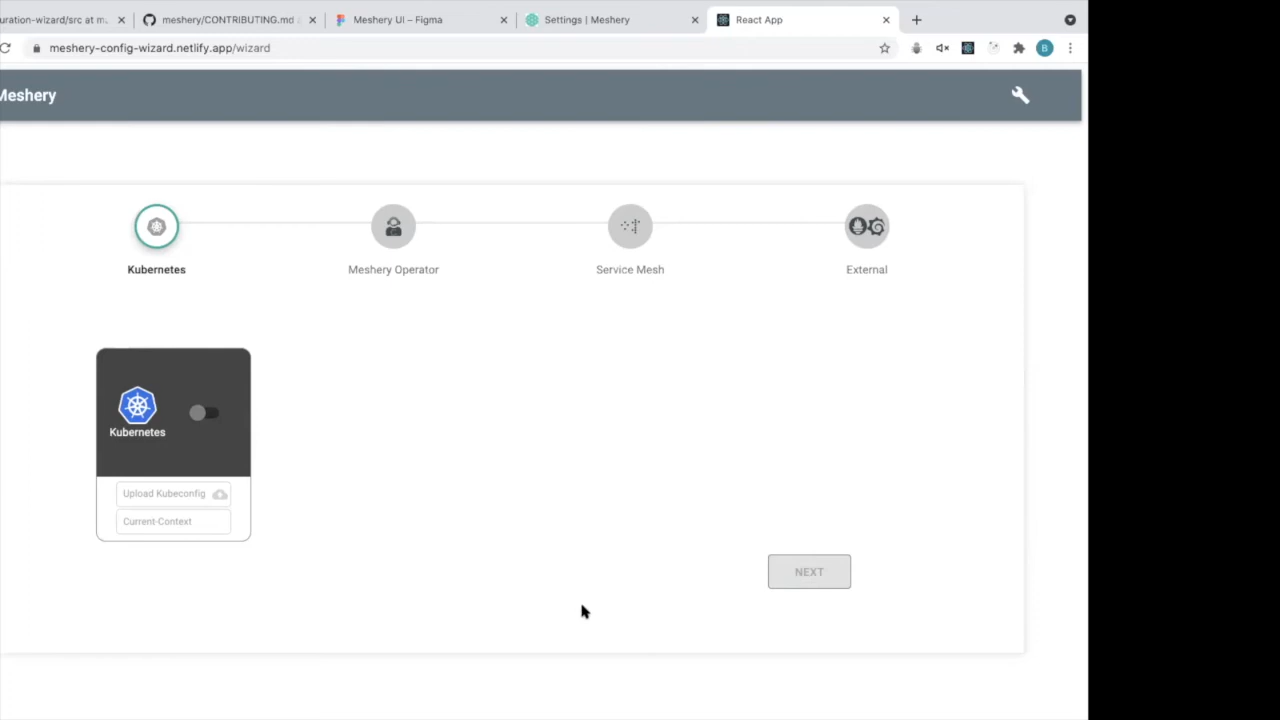 uration-wizard/src at m
meshery/CONTRIBUTING.md
Meshery UI – Figma
Settings | Meshery
React App
meshery-config-wizard.netlify.app/wizard
B
Meshery
Kubernetes
Meshery Operator
Service Mesh
External
Kubernetes
Upload Kubeconfig
Current-Context
NEXT